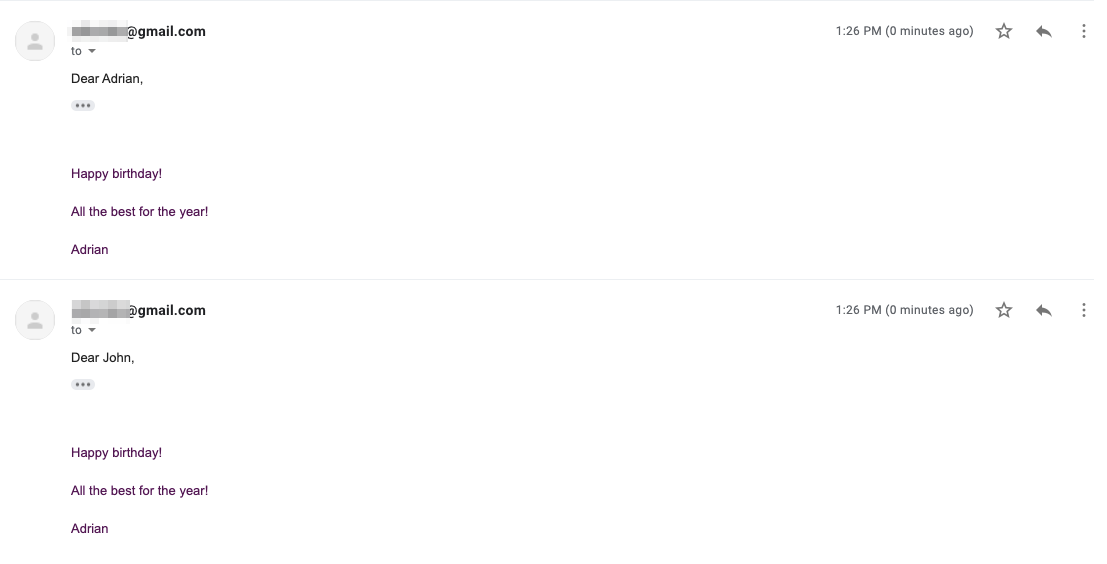 @gmail.com 1:26 PM (0 minutes ago)
to
Dear Adrian,
Happy birthday!
All the best for the year!
Adrian
@gmail.com 1:26 PM (0 minutes ago)
to
Dear John,
Happy birthday!
All the best for the year!
Adrian